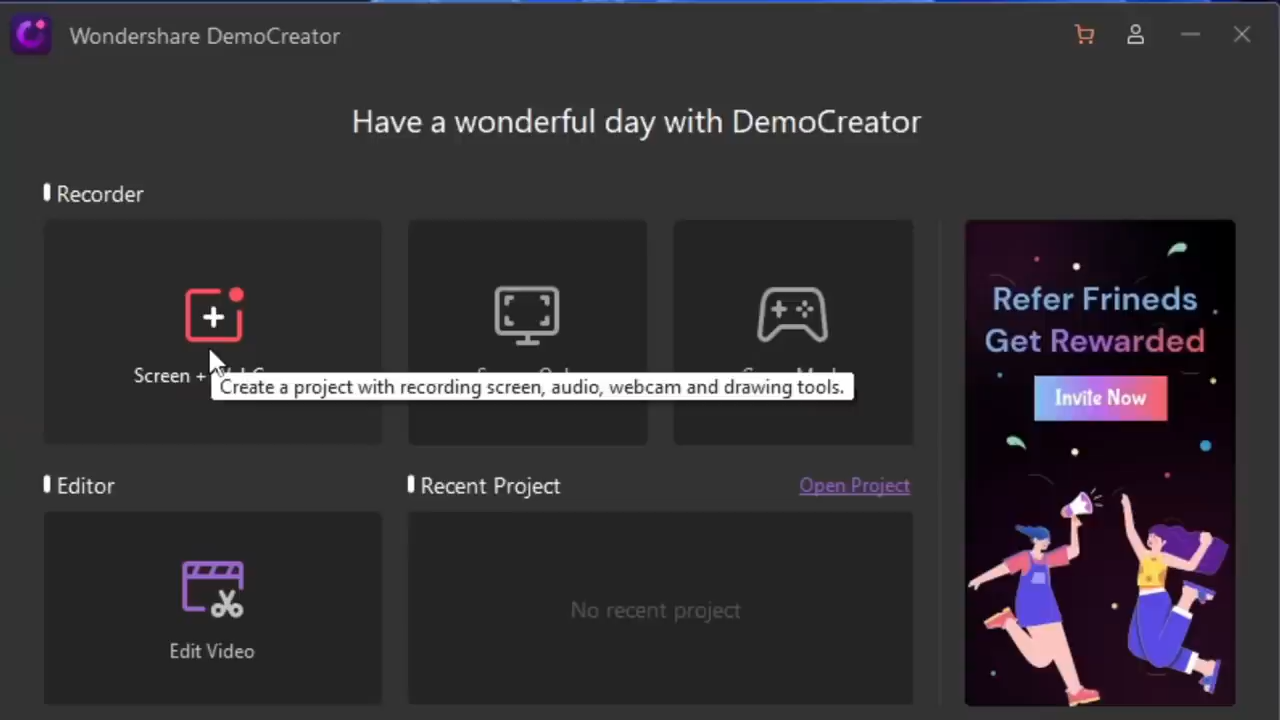 Wondershare DemoCreator
Have a wonderful day with DemoCreator
Recorder
Screen +
Create a project with recording screen, audio, webcam and drawing tools.
Refer Frineds
Get Rewarded
Invite Now
Editor
Recent Project
Open Project
Edit Video
No recent project